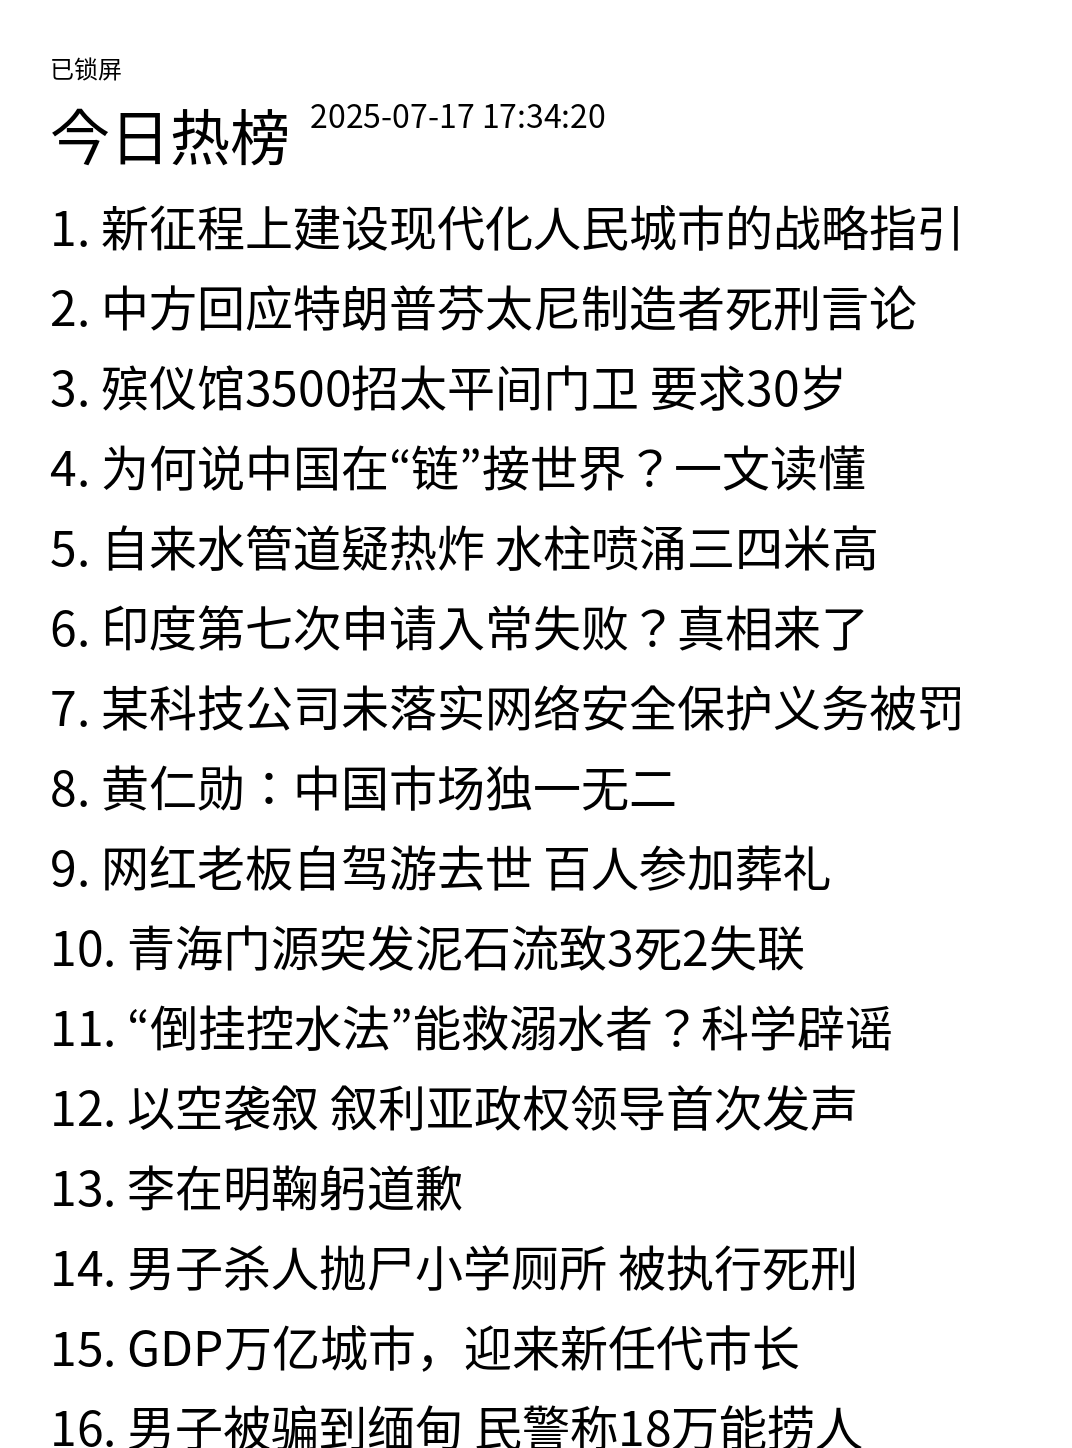 已锁屏
今日热榜 2025-07-17 17:34:20
1. 新征程上建设现代化人民城市的战略指引
2. 中方回应特朗普芬太尼制造者死刑言论
3. 殡仪馆3500招太平间门卫 要求30岁
4. 为何说中国在“链”接世界？一文读懂
5. 自来水管道疑热炸 水柱喷涌三四米高
6. 印度第七次申请入常失败？真相来了
7. 某科技公司未落实网络安全保护义务被罚
8. 黄仁勋：中国市场独一无二
9. 网红老板自驾游去世 百人参加葬礼
10. 青海门源突发泥石流致3死2失联
11. “倒挂控水法”能救溺水者？科学辟谣
12. 以空袭叙 叙利亚政权领导首次发声
13. 李在明鞠躬道歉
14. 男子杀人抛尸小学厕所 被执行死刑
15. GDP万亿城市，迎来新任代市长
16. 男子被骗到缅甸 民警称18万能捞人